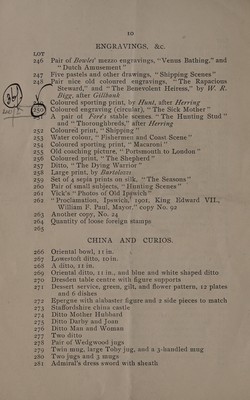 10
ENGRAVINGS, &c.
LOT
246 Pair of Bowles' mezzo engravings, "Venus Bathing," and
"Dutch Amusement"
247 Five pastels and other drawings, "Shipping Scenes"
248 Pair nice old coloured engravings, "The Rapacious
Steward," and "The Benevolent Heiress," by W. R.
Bigg, after Gillbank
Coloured sporting print, by Hunt, after Herring
250 Coloured engraving (circular), "The Sick Mother"
A pair of Fore's stable scenes, "The Hunting Stud"
and "Thoroughbreds," after Herring
252 Coloured print, "Shipping"
253 Water colour, "Fishermen and Coast Scene"
254 Coloured sporting print, "Macaroni"
255 Old coaching picture, "Portsmouth to London"
256 Coloured print, "The Shepherd"
257 Ditto, "The Dying Warrior"
258 Large print, by Bartolozze
259 Set of 4 sepia prints on silk, "The Seasons"
260 Pair of small subjects, "Hunting Scenes"
261 Vick's "Photos of Old Ipswich"
262 "Proclamation, Ipswich," 1901, King Edward VII.,
William F. Paul, Mayor," copy No. 92
263 Another copy, No. 24
264 Quantity of loose foreign stamps
265
CHINA AND CURIOS.
266 Oriental bowl, 11 in.
267 Lowertoft ditto, 10in.
268 A ditto, 11 in.
269 Oriental ditto, 11 in., and blue and white shaped ditto
270 Dresden table centre with figure supports
271 Dessert service, green, gilt, and flower pattern, 12 plates
and 6 dishes
272 Epergne with alabaster figure and 2 side pieces to match
273 Staffordshire china castle
274 Ditto Mother Hubbard
275 Ditto Darby and Joan
276 Ditto Man and Woman
277 Two ditto
278 Pair of Wedgwood jugs
279 Twin mug, large Toby jug, and a 3-handled mug
280 Two jugs and 3 mugs
281 Admiral's dress sword with sheath